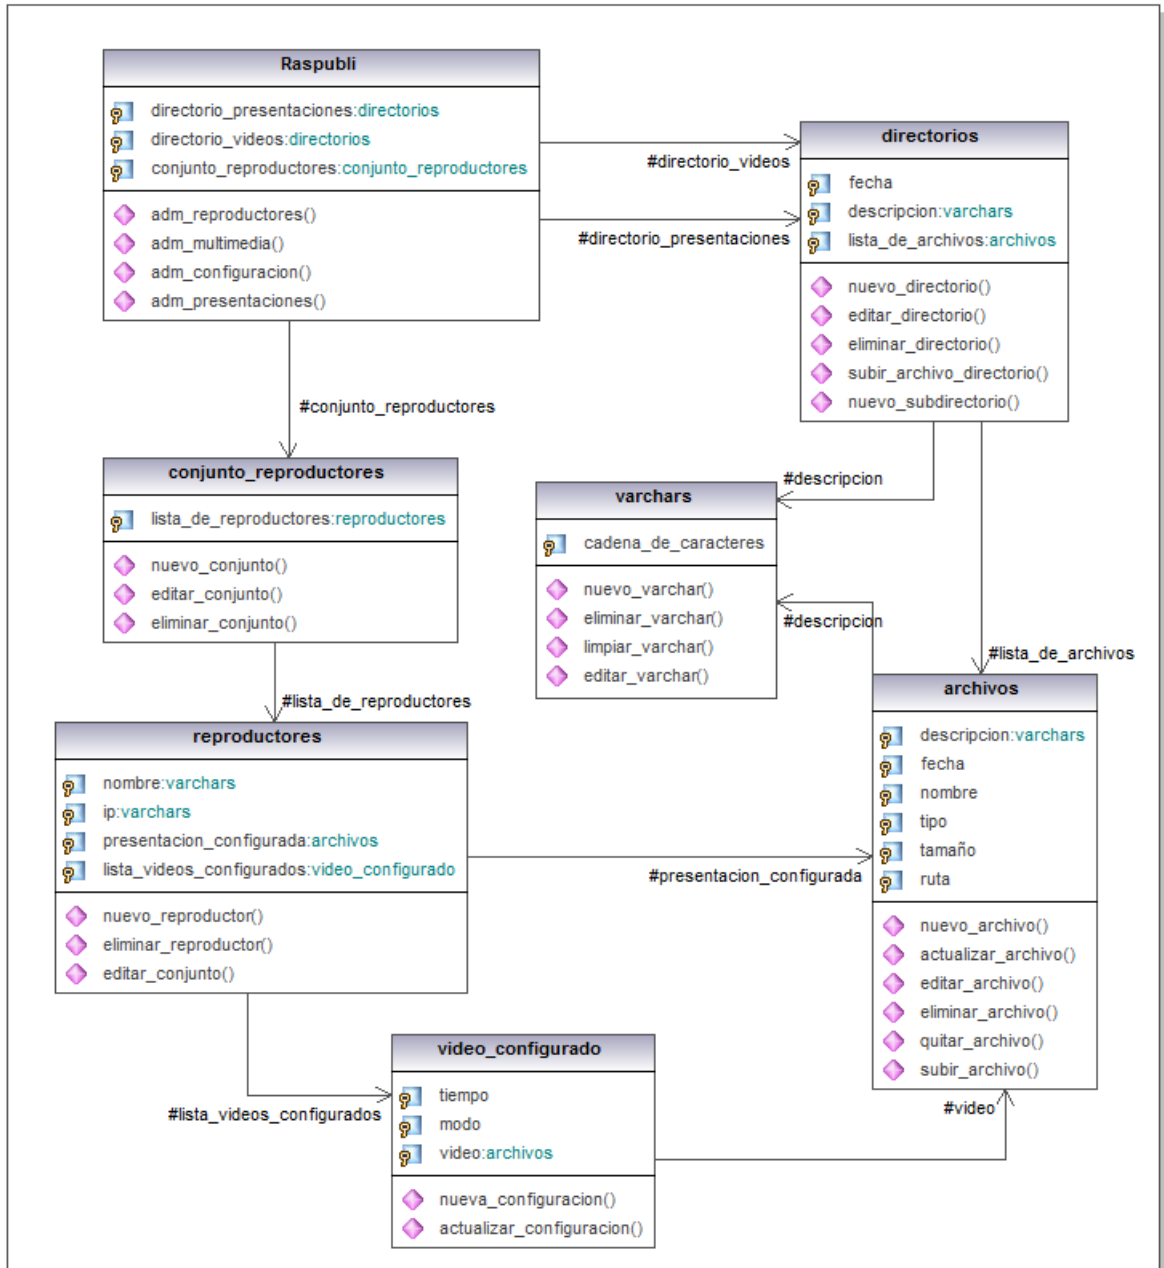 Raspubli
directorio_presentaciones:directorios
directorio_videos:directorios
conjunto_reproductores:conjunto_reproductores
adm_reproductores()
adm_multimedia()
adm_configuracion()
adm_presentaciones()
#directorio_videos
#directorio_presentaciones
directorios
fecha
descripcion:varchars
lista_de_archivos:archivos
nuevo_directorio()
editar_directorio()
eliminar_directorio()
subir_archivo_directorio()
nuevo_subdirectorio()
#conjunto_reproductores
conjunto_reproductores
lista_de_reproductores:reproductores
nuevo_conjunto()
editar_conjunto()
eliminar_conjunto()
#descripcion
varchars
cadena_de_caracteres
nuevo_varchar()
eliminar_varchar()
limpiar_varchar()
editar_varchar()
#descripcion
#lista_de_archivos
#lista_de_reproductores
reproductores
nombre:varchars
ip:varchars
presentacion_configurada:archivos
lista_videos_configurados:video_configurado
nuevo_reproductor()
eliminar_reproductor()
editar_conjunto()
#presentacion_configurada
archivos
descripcion:varchars
fecha
nombre
tipo
tamaño
ruta
nuevo_archivo()
actualizar_archivo()
editar_archivo()
eliminar_archivo()
quitar_archivo()
subir_archivo()
#lista_videos_configurados
video_configurado
tiempo
modo
video:archivos
nueva_configuracion()
actualizar_configuracion()
#video